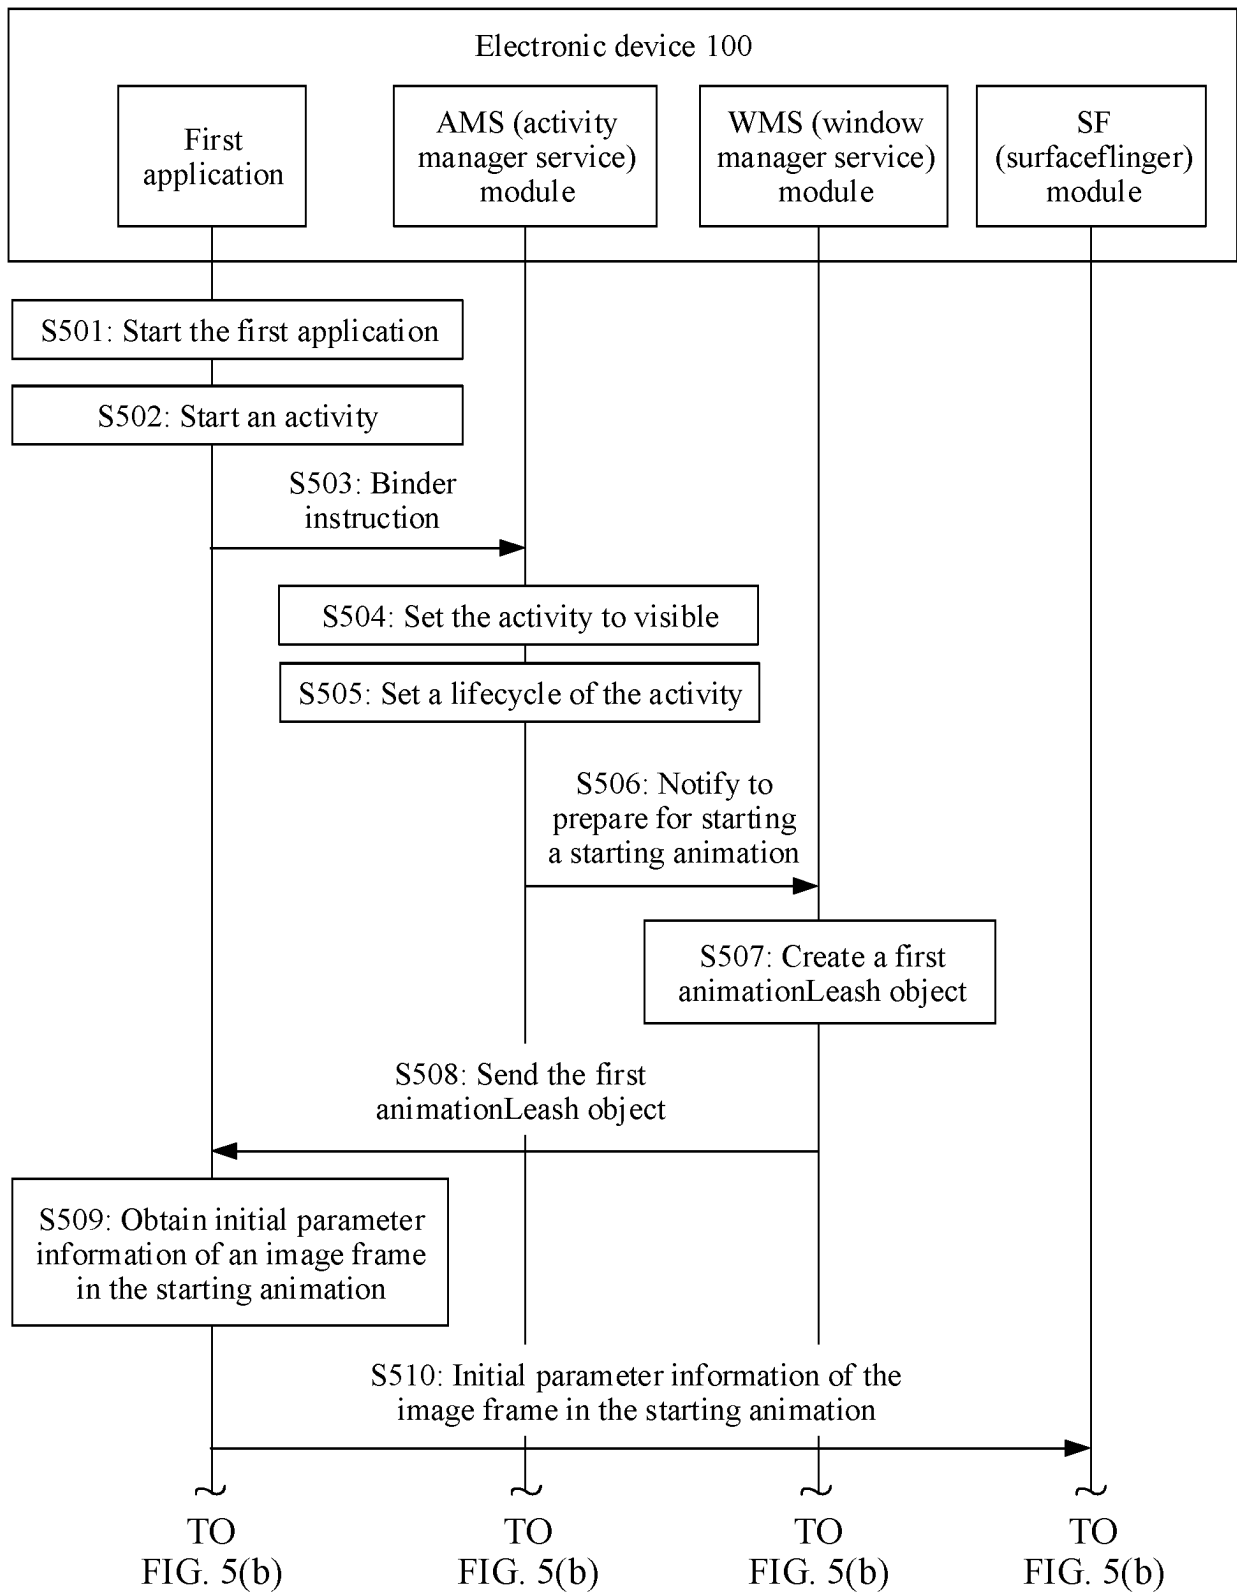 Electronic device 100
First
application
AMS (activity
manager service)
module
WMS (window
manager service)
module
SF
(surfaceflinger)
module
S501: Start the first application
S502: Start an activity
S503: Binder
instruction
S504: Set the activity to visible
S505: Set a lifecycle of the activity
S506: Notify to
prepare for starting
a starting animation
S507: Create a first
animationLeash object
S508: Send the first
animationLeash object
S509: Obtain initial parameter
information of an image frame
in the starting animation
S510: Initial parameter information of the
image frame in the starting animation
TO
FIG. 5(b)
TO
FIG. 5(b)
TO
FIG. 5(b)
TO
FIG. 5(b)